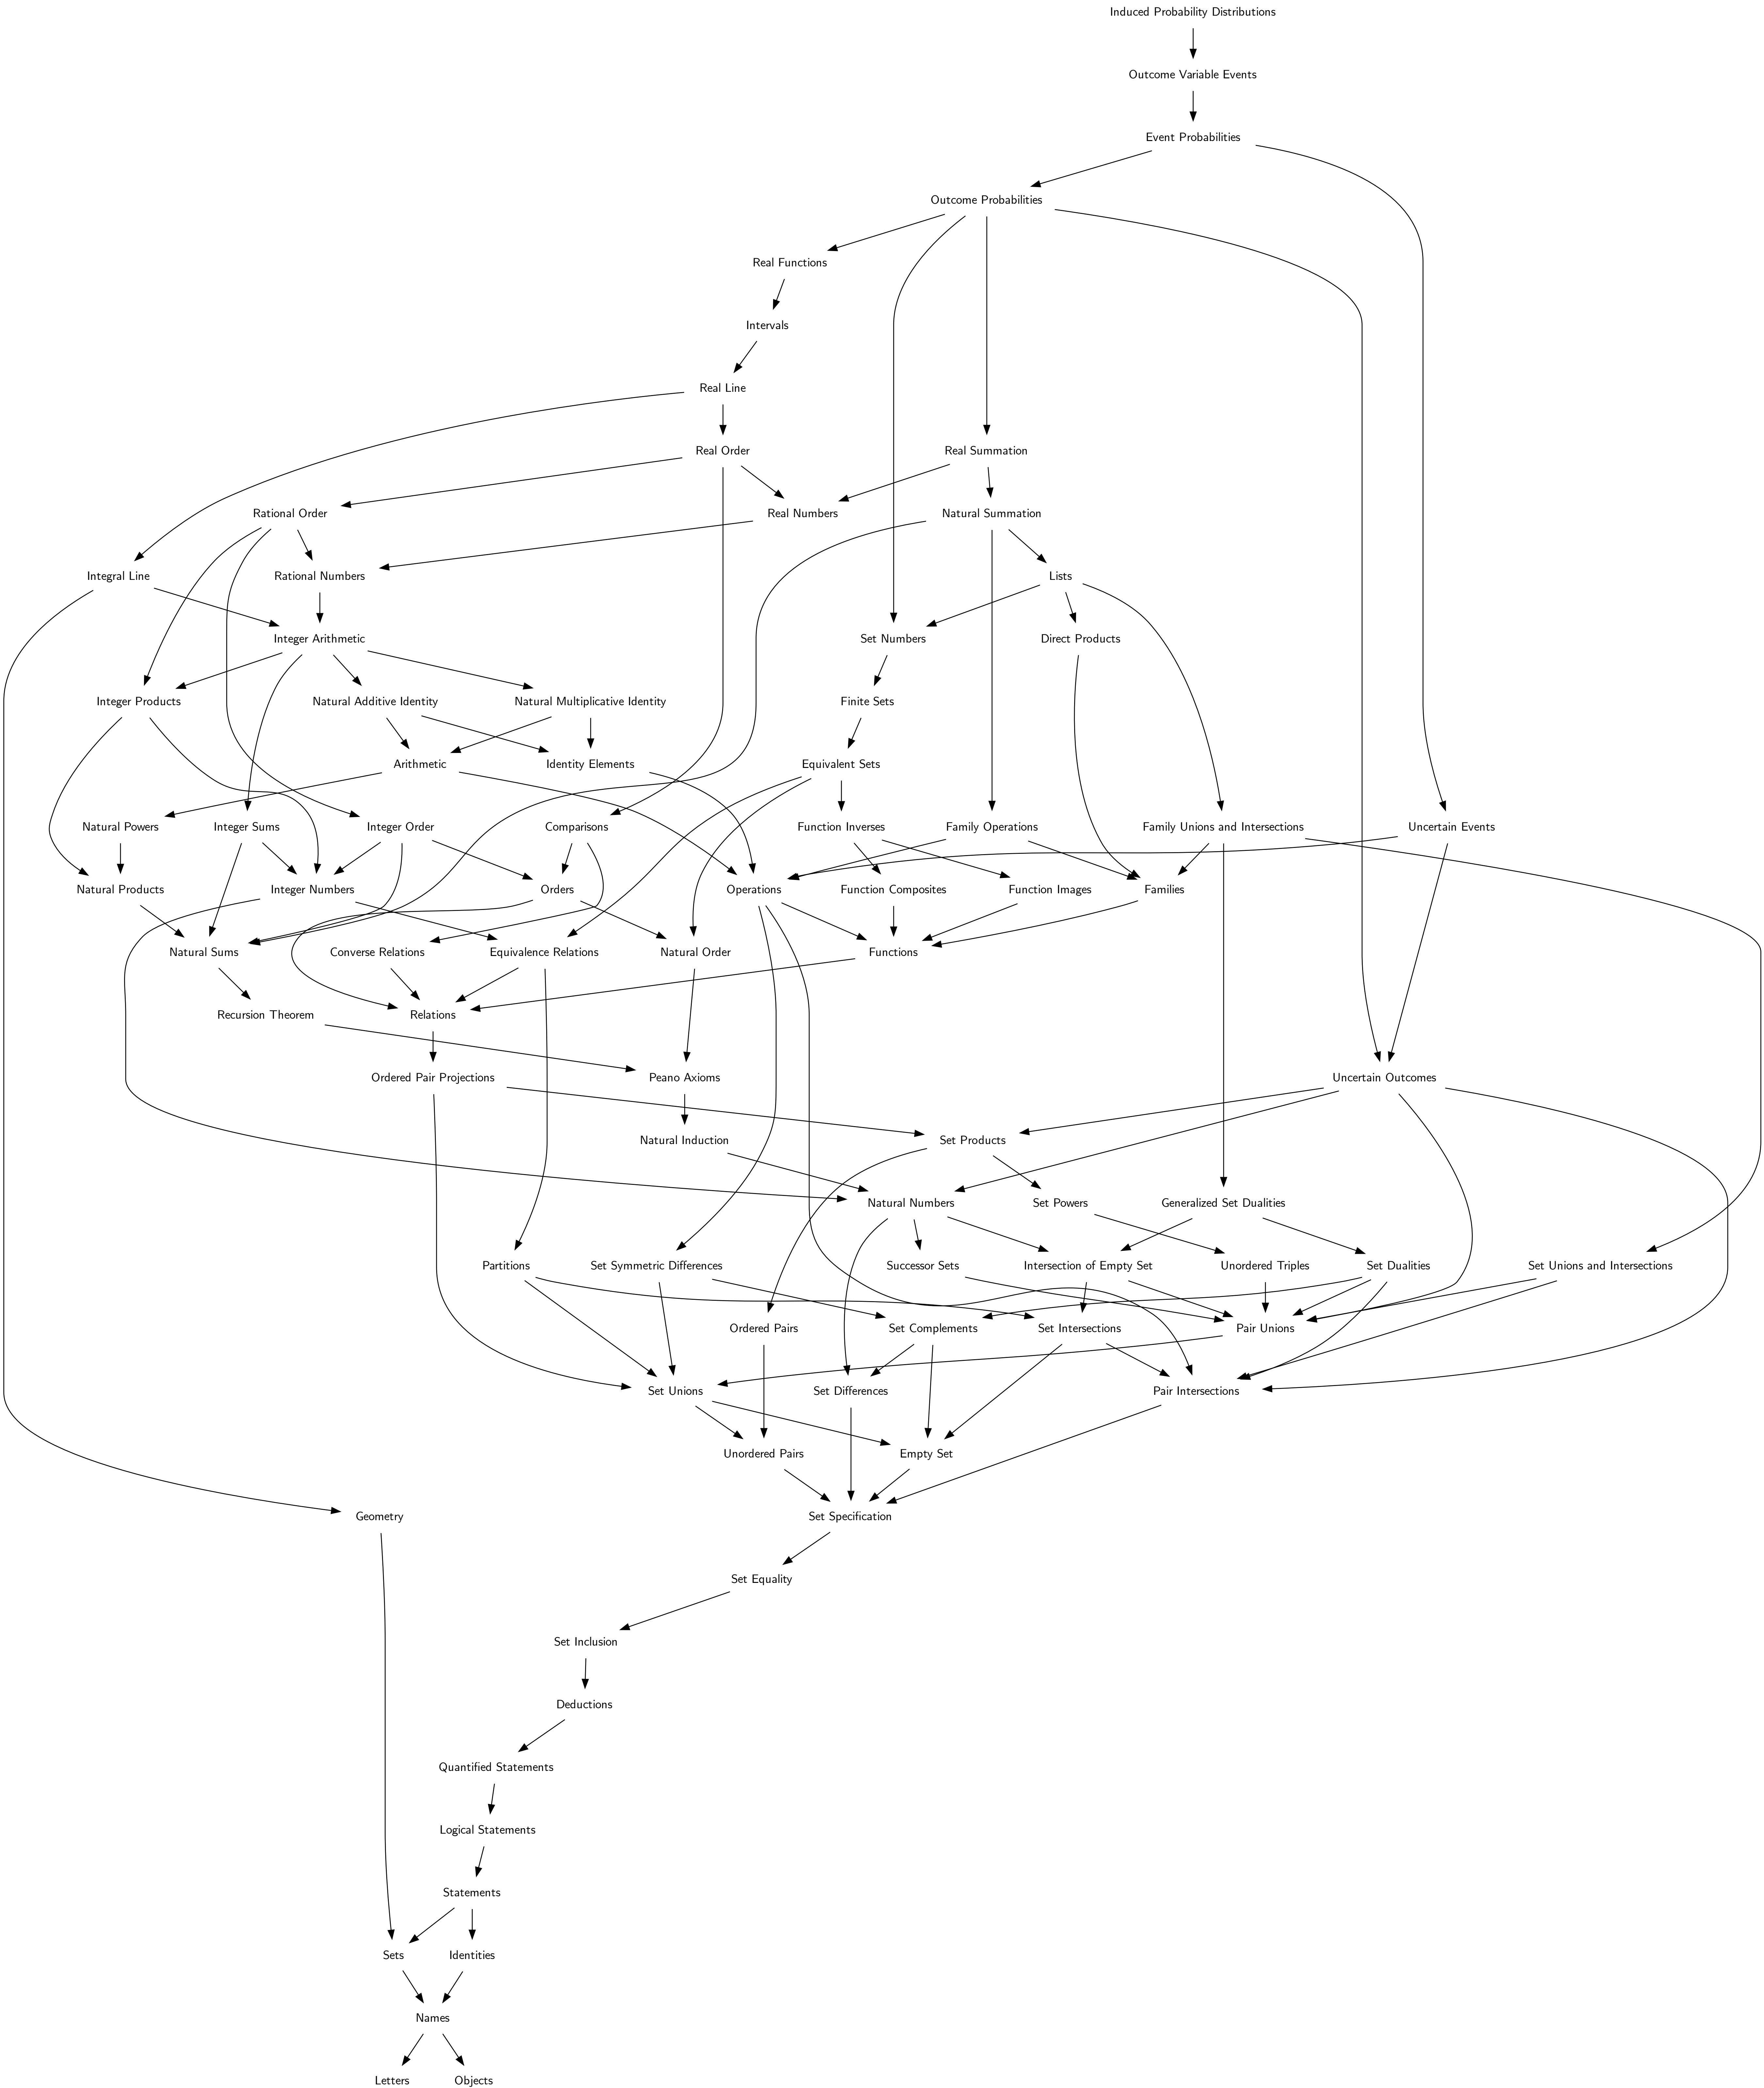 Induced Probability Distributions
Outcome Variable Events
Event Probabilities
Outcome Probabilities
Real Functions
Intervals
Real Line
Real Order
Real Summation
Rational Order
Real Numbers
Natural Summation
Integral Line
Rational Numbers
Lists
Integer Arithmetic
Set Numbers
Direct Products
Integer Products
Natural Additive Identity
Natural Multiplicative Identity
Finite Sets
Arithmetic
Identity Elements
Equivalent Sets
Natural Powers
Integer Sums
Integer Order
Comparisons
Function Inverses
Family Operations
Family Unions and Intersections
Uncertain Events
Natural Products
Integer Numbers
Orders
Operations
Function Composites
Function Images
Families
Natural Sums
Converse Relations
Equivalence Relations
Natural Order
Functions
Recursion Theorem
Relations
Ordered Pair Projections
Peano Axioms
Uncertain Outcomes
Natural Induction
Set Products
Natural Numbers
Set Powers
Generalized Set Dualities
Partitions
Set Symmetric Differences
Successor Sets
Intersection of Empty Set
Unordered Triples
Set Dualities
Set Unions and Intersections
Ordered Pairs
Set Complements
Set Intersections
Pair Unions
Set Unions
Set Differences
Pair Intersections
Unordered Pairs
Empty Set
Geometry
Set Specification
Set Equality
Set Inclusion
Deductions
Quantified Statements
Logical Statements
Statements
Sets
Identities
Names
Letters
Objects